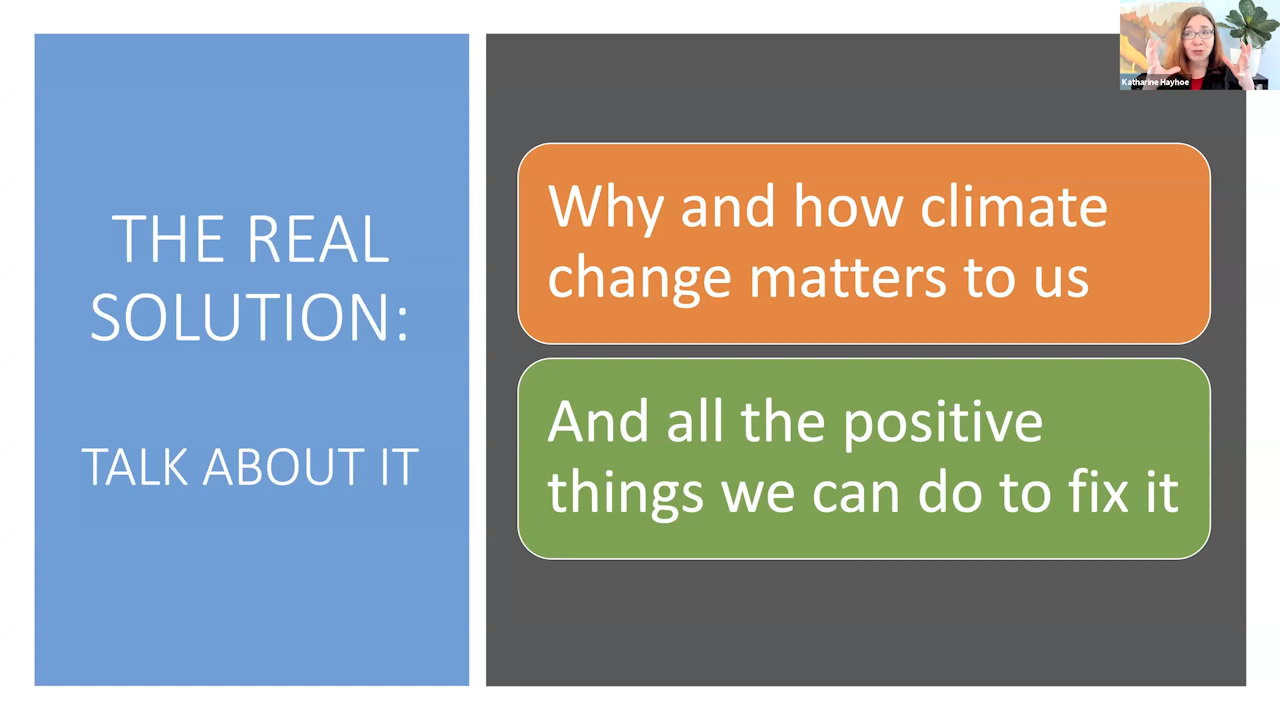 THE REAL
SOLUTION:
TALK ABOUT IT
Why and how climate
change matters to us
And all the positive
things we can do to fix it
Katharine Hayhoe